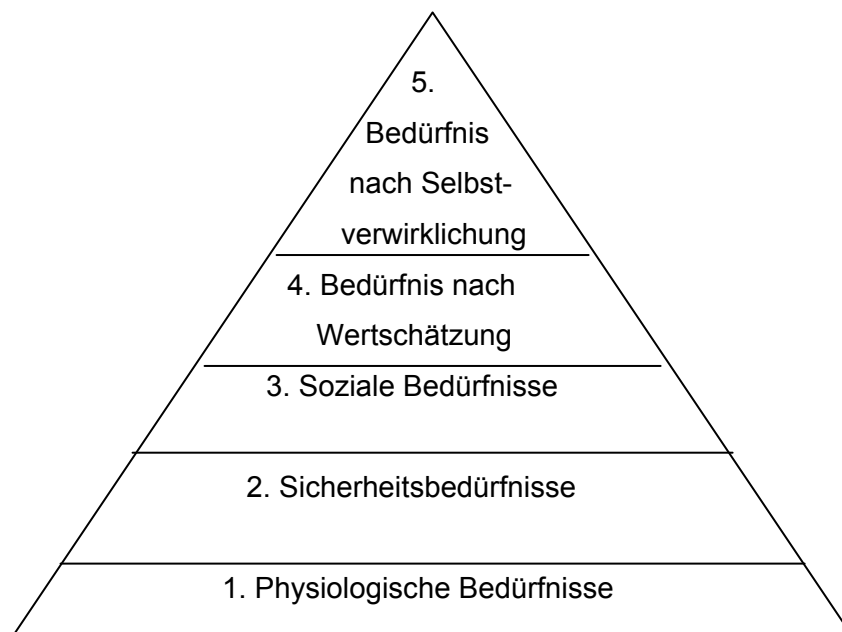 5.
Bedürfnis
nach Selbst-
verwirklichung
4. Bedürfnis nach
Wertschätzung
3. Soziale Bedürfnisse
2. Sicherheitsbedürfnisse
1. Physiologische Bedürfnisse